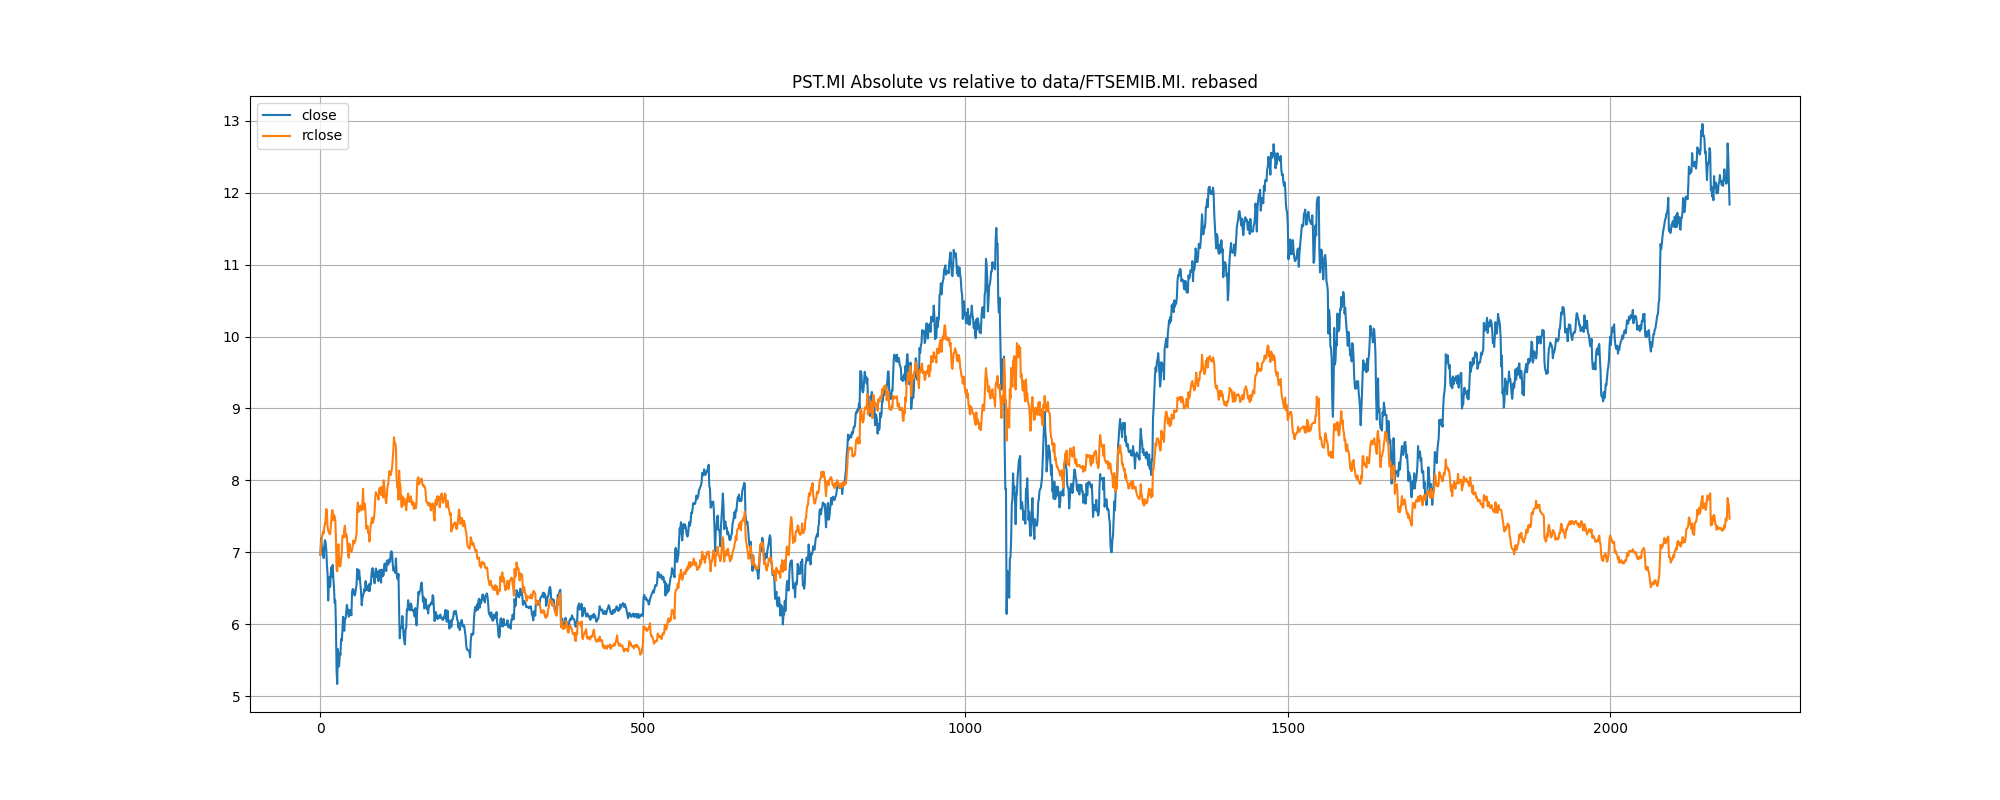 PST.MI Absolute vs relative to data/FTSEMIB.MI. rebased
close
rclose
13
12
11
10
9
8
7
6
5
0 500 1000 1500 2000